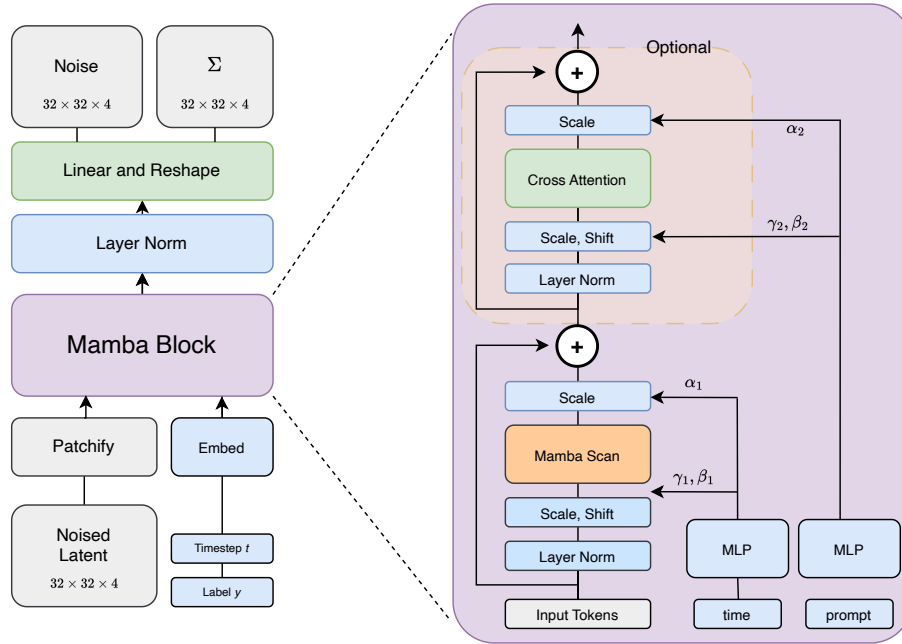 Noise
32 × 32 × 4
Σ
32 × 32 × 4
Linear and Reshape
Layer Norm
Mamba Block
Patchify
Embed
Noised
Latent
32 × 32 × 4
Timestep t
Label y
Optional
+
Scale
α₂
Cross Attention
Scale, Shift
γ₂, β₂
Layer Norm
+
Scale
α₁
Mamba Scan
γ₁, β₁
Scale, Shift
Layer Norm
MLP
MLP
Input Tokens
time
prompt